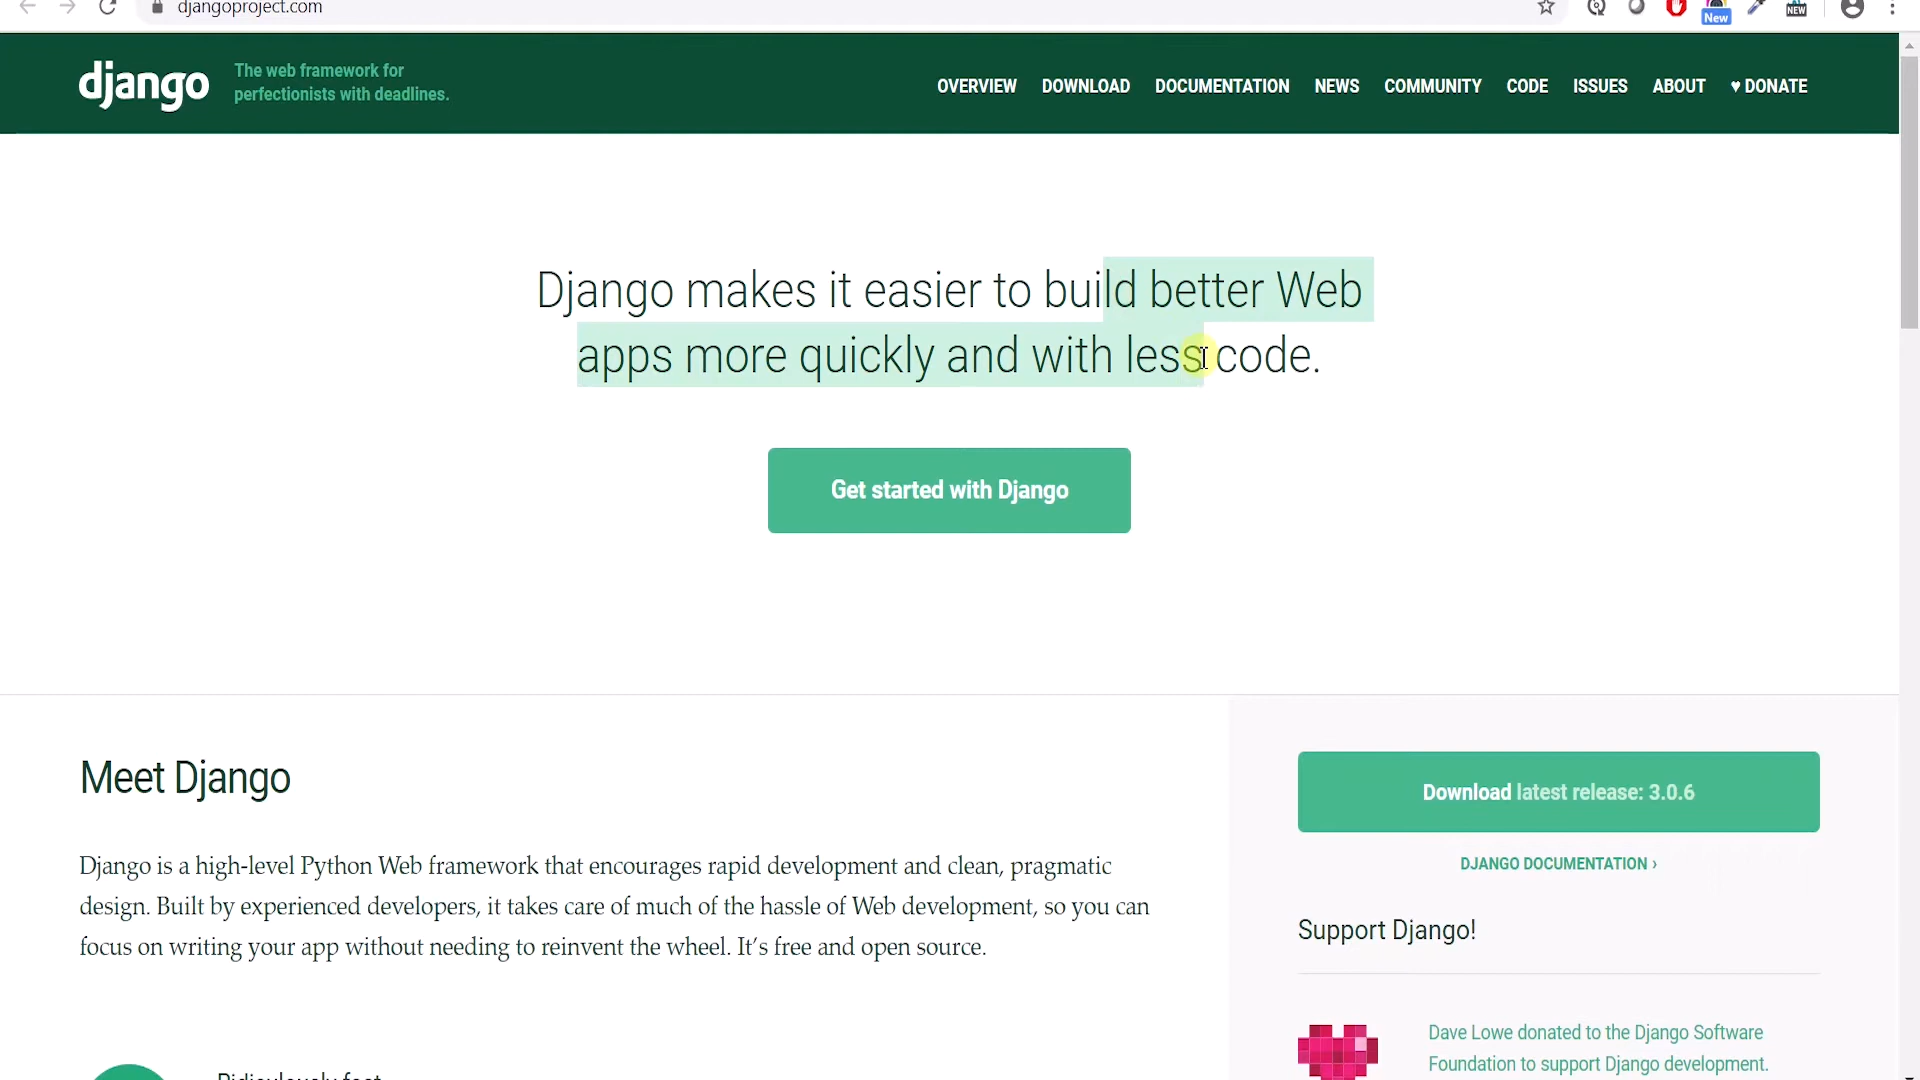 djangoproject.com
New
NEW
django
The web framework for
perfectionists with deadlines.
OVERVIEW DOWNLOAD DOCUMENTATION NEWS COMMUNITY CODE ISSUES ABOUT ♥ DONATE
Django makes it easier to build better Web
apps more quickly and with less code.
Get started with Django
Meet Django
Django is a high-level Python Web framework that encourages rapid development and clean, pragmatic
design. Built by experienced developers, it takes care of much of the hassle of Web development, so you can
focus on writing your app without needing to reinvent the wheel. It's free and open source.
Ridiculously fast
Download latest release: 3.0.6
DJANGO DOCUMENTATION ›
Support Django!
Dave Lowe donated to the Django Software
Foundation to support Django development.